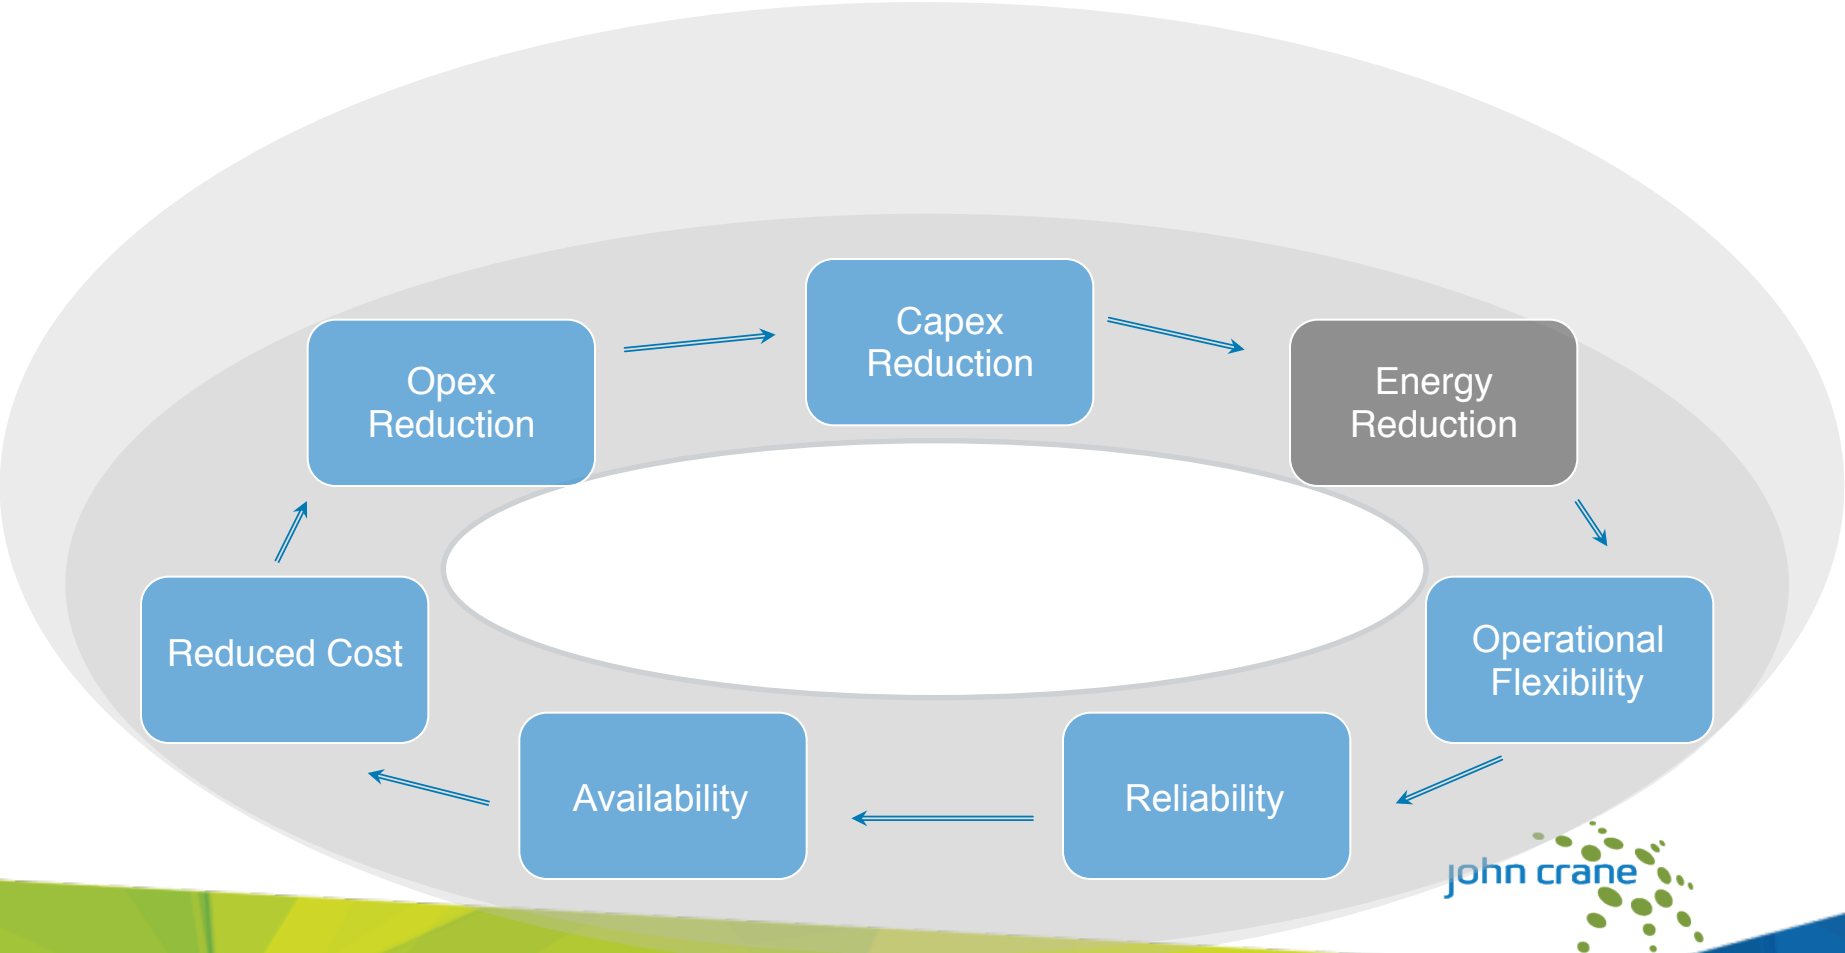 Capex
Reduction
Opex
Reduction
Energy
Reduction
Reduced Cost
Operational
Flexibility
Availability
Reliability
john crane